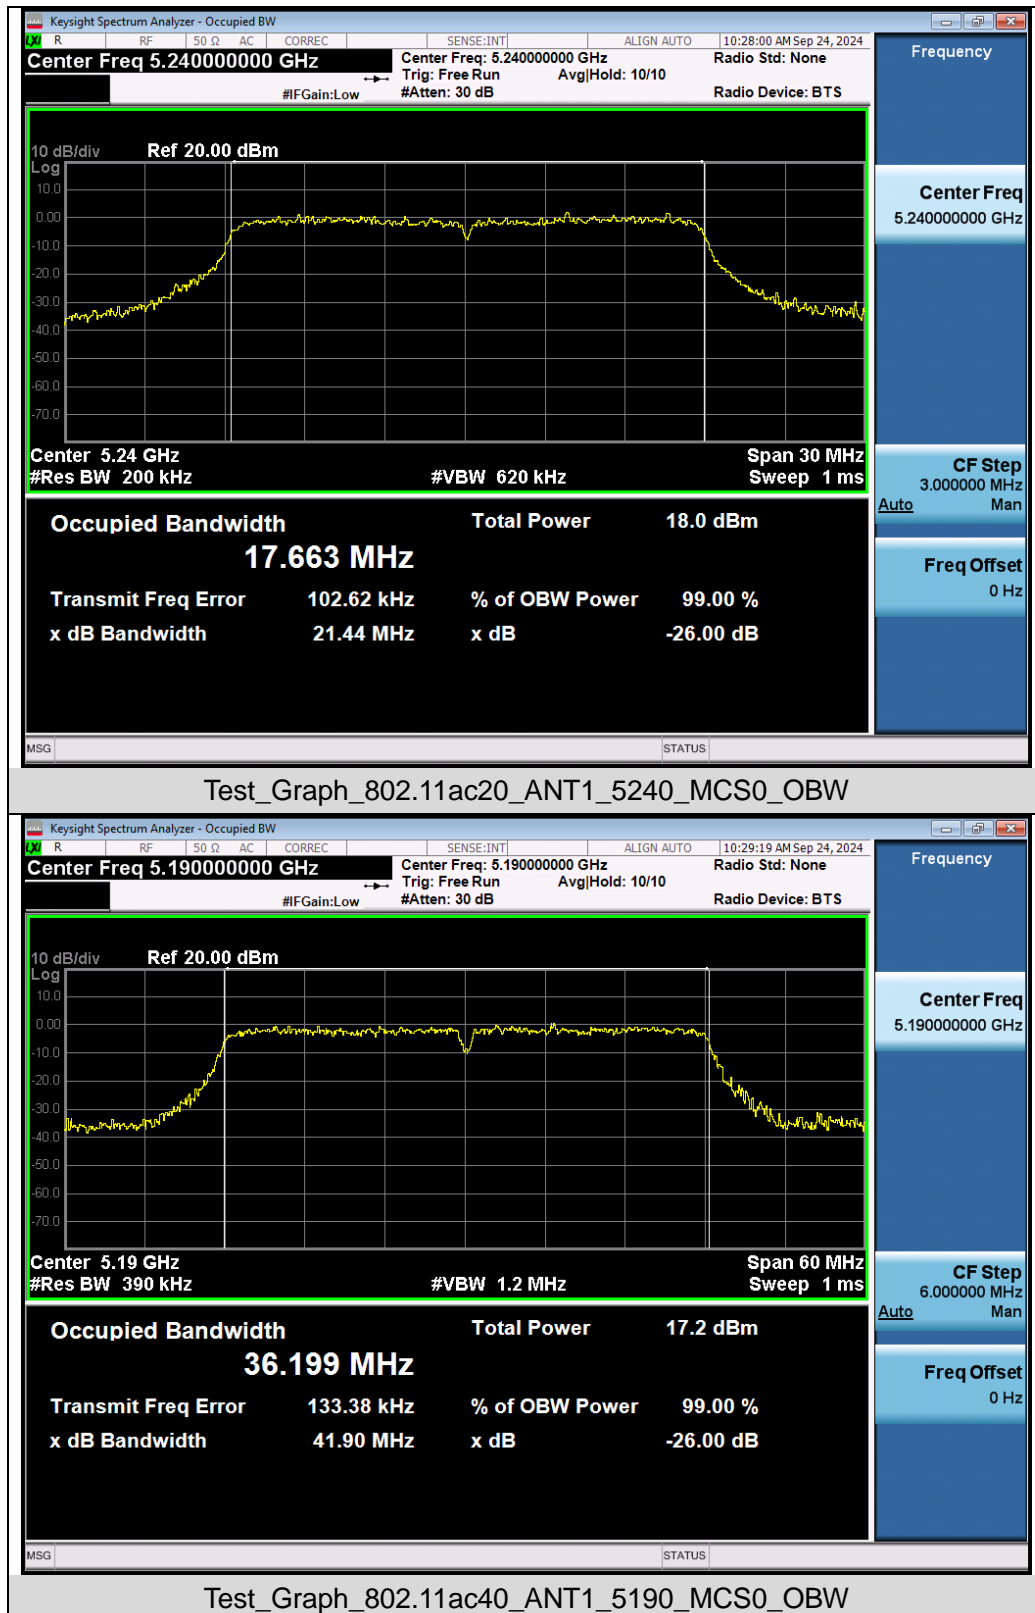 Keysight Spectrum Analyzer - Occupied BW
LXI R RF 50 Ω AC CORREC SENSE:INT ALIGN AUTO 10:28:00 AM Sep 24, 2024
Center Freq 5.240000000 GHz
Center Freq: 5.240000000 GHz Radio Std: None
Trig: Free Run Avg|Hold: 10/10
#IFGain:Low #Atten: 30 dB Radio Device: BTS
Frequency
10 dB/div Ref 20.00 dBm
Log
10.0
0.00
-10.0
-20.0
-30.0
-40.0
-50.0
-60.0
-70.0
Center 5.24 GHz Span 30 MHz
#Res BW 200 kHz #VBW 620 kHz Sweep 1 ms
Center Freq
5.240000000 GHz
CF Step
3.000000 MHz
Auto Man
Freq Offset
0 Hz
Occupied Bandwidth Total Power 18.0 dBm
17.663 MHz
Transmit Freq Error 102.62 kHz % of OBW Power 99.00 %
x dB Bandwidth 21.44 MHz x dB -26.00 dB
MSG STATUS
Test_Graph_802.11ac20_ANT1_5240_MCS0_OBW
Keysight Spectrum Analyzer - Occupied BW
LXI R RF 50 Ω AC CORREC SENSE:INT ALIGN AUTO 10:29:19 AM Sep 24, 2024
Center Freq 5.190000000 GHz
Center Freq: 5.190000000 GHz Radio Std: None
Trig: Free Run Avg|Hold: 10/10
#IFGain:Low #Atten: 30 dB Radio Device: BTS
Frequency
10 dB/div Ref 20.00 dBm
Log
10.0
0.00
-10.0
-20.0
-30.0
-40.0
-50.0
-60.0
-70.0
Center 5.19 GHz Span 60 MHz
#Res BW 390 kHz #VBW 1.2 MHz Sweep 1 ms
Center Freq
5.190000000 GHz
CF Step
6.000000 MHz
Auto Man
Freq Offset
0 Hz
Occupied Bandwidth Total Power 17.2 dBm
36.199 MHz
Transmit Freq Error 133.38 kHz % of OBW Power 99.00 %
x dB Bandwidth 41.90 MHz x dB -26.00 dB
MSG STATUS
Test_Graph_802.11ac40_ANT1_5190_MCS0_OBW